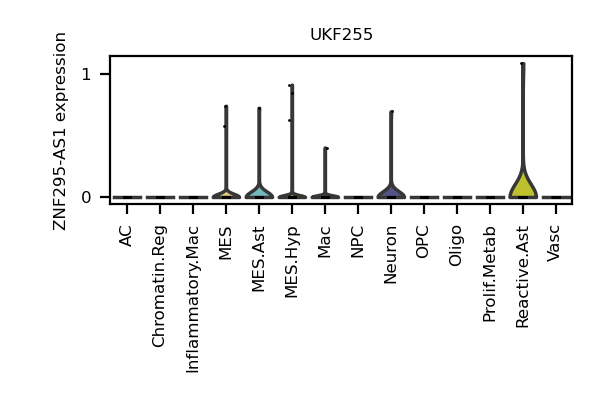 UKF255
ZNF295-AS1 expression
1
0
AC
Chromatin.Reg
Inflammatory.Mac
MES
MES.Ast
MES.Hyp
Mac
NPC
Neuron
OPC
Oligo
Prolif.Metab
Reactive.Ast
Vasc